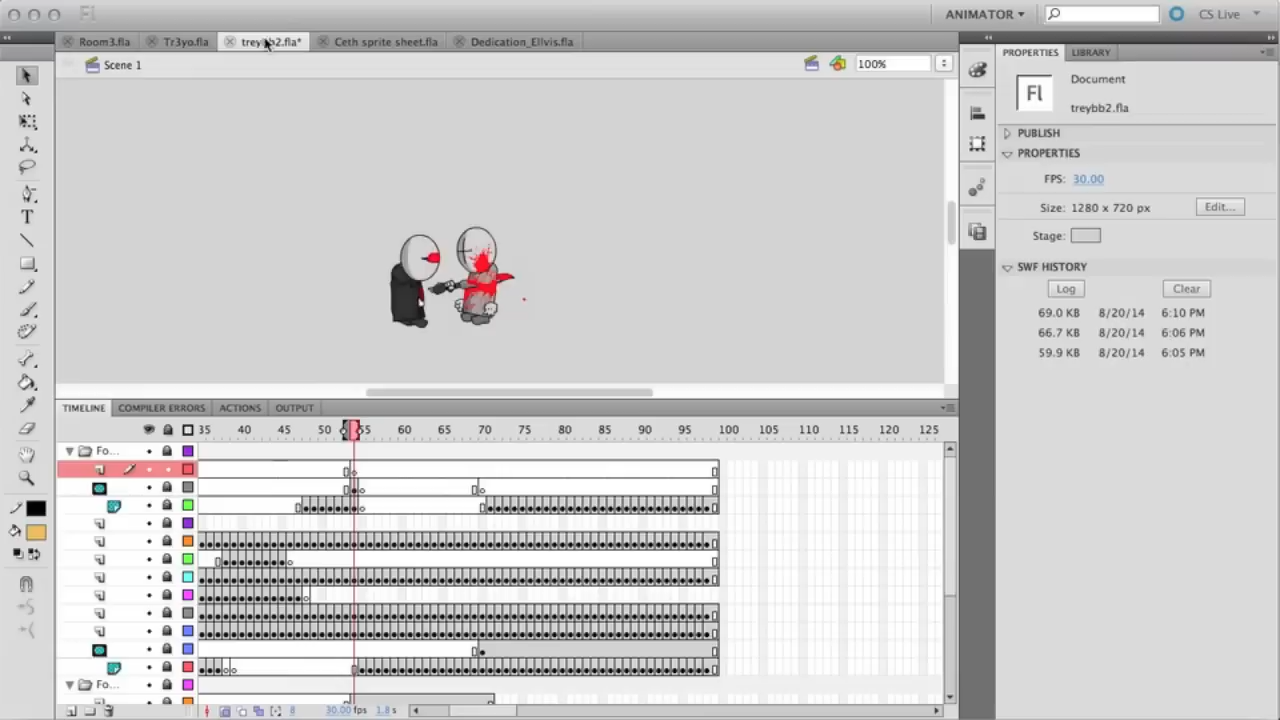 Fl ANIMATOR CS Live
Room3.fla Tr3yo.fla treybb2.fla* Ceth sprite sheet.fla Dedication_Ellvis.fla
Scene 1 100%
PROPERTIES LIBRARY
Fl
Document
treybb2.fla
PUBLISH
PROPERTIES
FPS: 30.00
Size: 1280 x 720 px Edit...
Stage:
SWF HISTORY
Log Clear
69.0 KB 8/20/14 6:10 PM
66.7 KB 8/20/14 6:06 PM
59.9 KB 8/20/14 6:05 PM
T
TIMELINE COMPILER ERRORS ACTIONS OUTPUT
35 40 45 50 55 60 65 70 75 80 85 90 95 100 105 110 115 120 125
Fo...
Fo...
8 30.00 fps 1.8 s